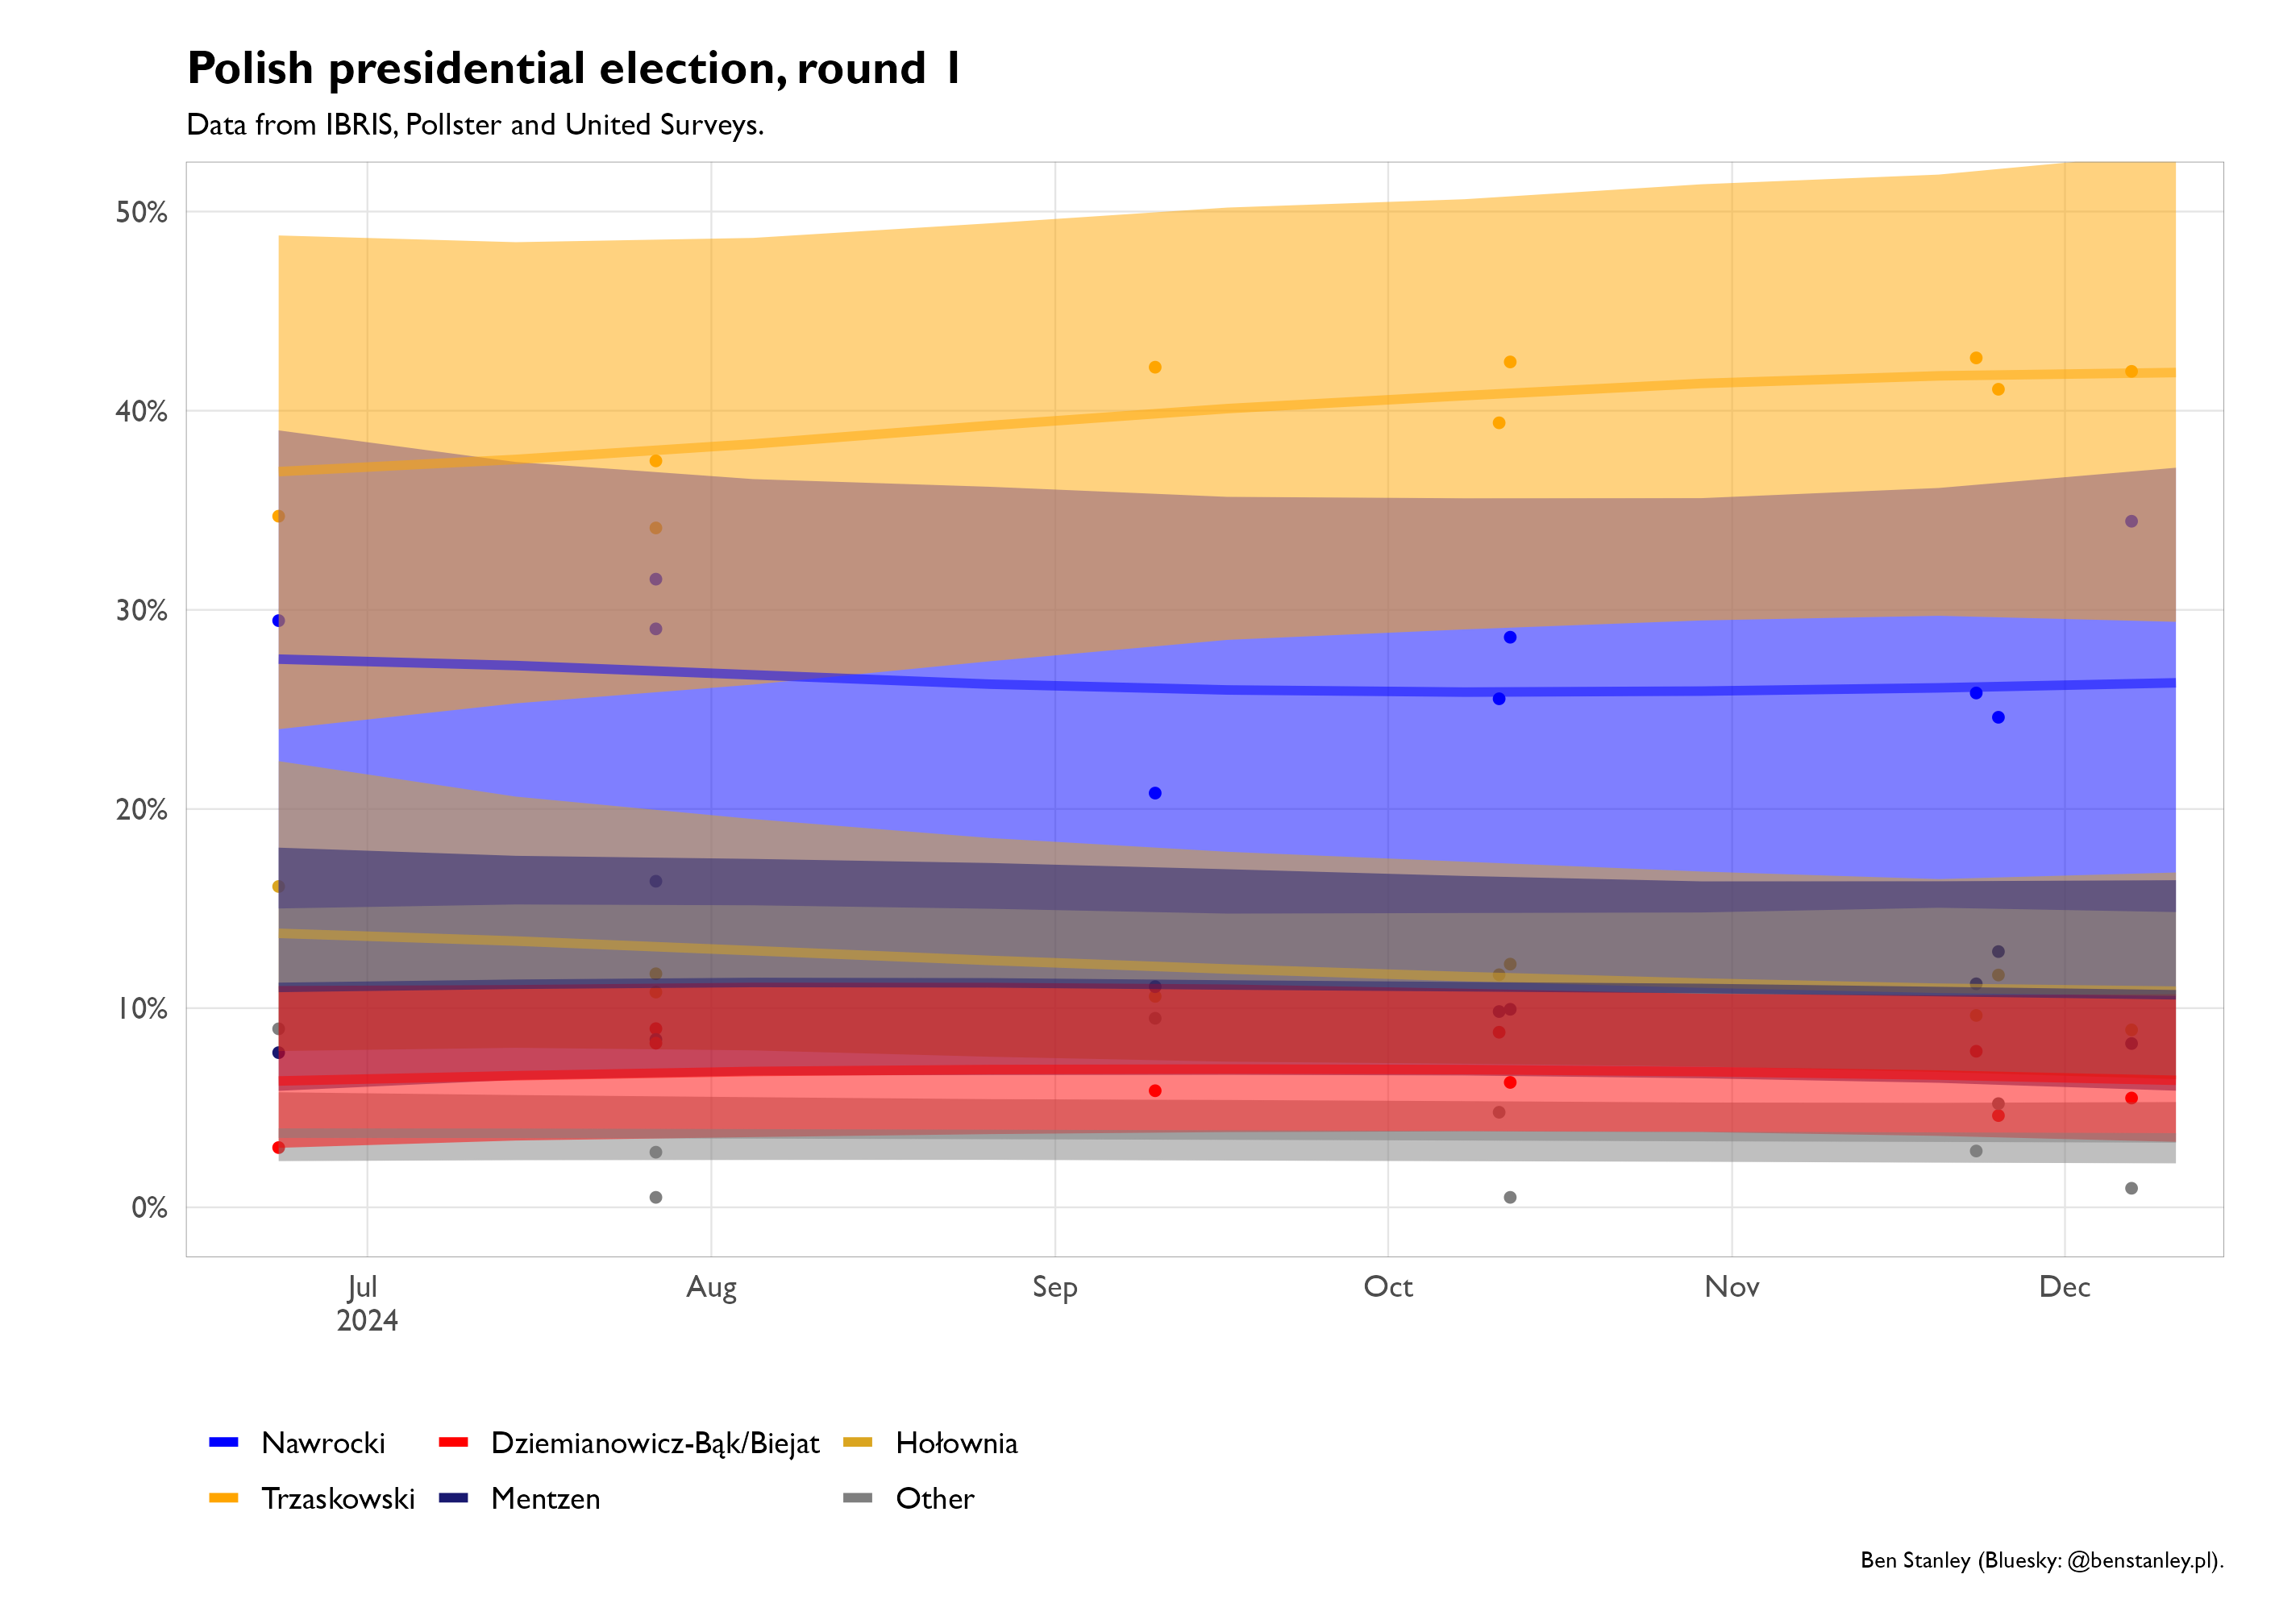 Polish presidential election, round 1
Data from IBRIS, Pollster and United Surveys.
50%
40%
30%
20%
10%
0%
Jul Aug Sep Oct Nov Dec
2024
Nawrocki Dziemianowicz-Bąk/Biejat Hołownia
Trzaskowski Mentzen Other
Ben Stanley (Bluesky: @benstanley.pl).